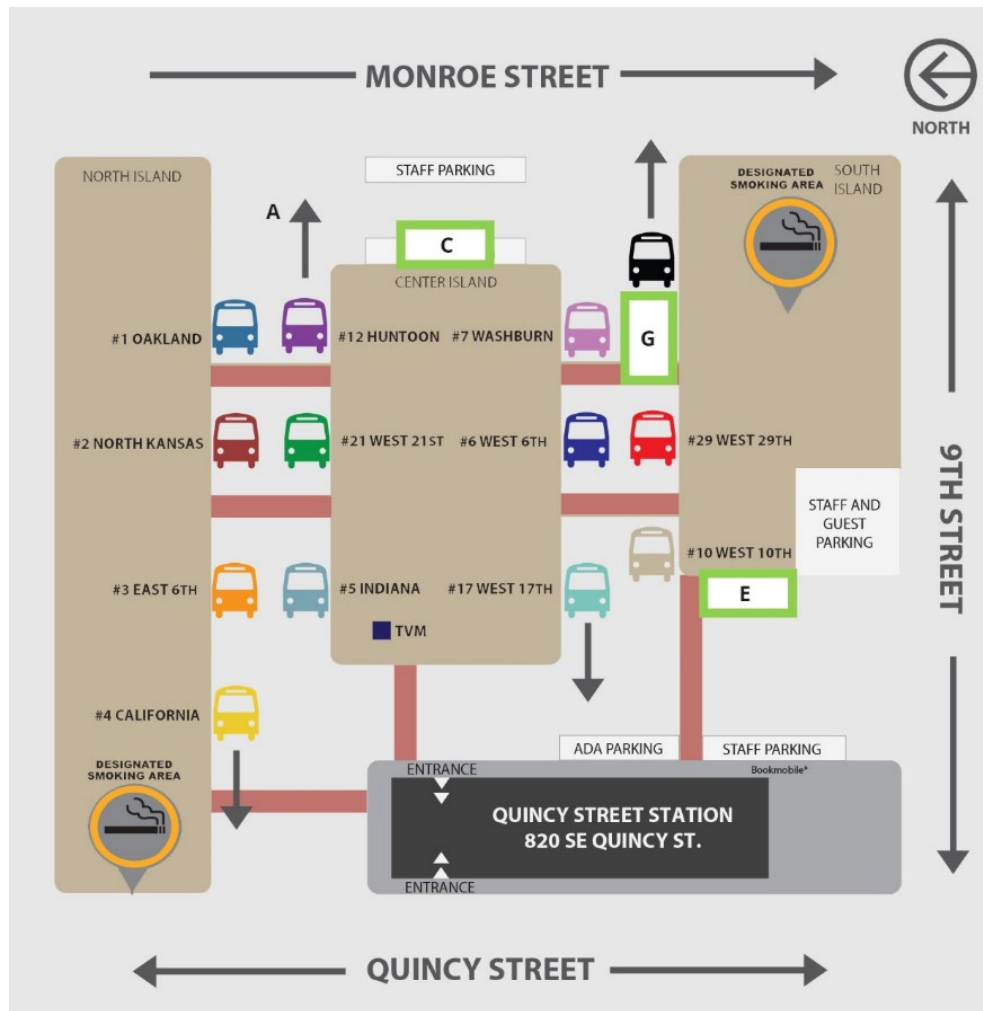 MONROE STREET
NORTH
NORTH ISLAND
STAFF PARKING
DESIGNATED
SMOKING AREA
SOUTH
ISLAND
A
C
CENTER ISLAND
#1 OAKLAND
#12 HUNTOON
#7 WASHBURN
G
#2 NORTH KANSAS
#21 WEST 21ST
#6 WEST 6TH
#29 WEST 29TH
9TH STREET
STAFF AND
GUEST
PARKING
#10 WEST 10TH
#3 EAST 6TH
#5 INDIANA
#17 WEST 17TH
E
TVM
#4 CALIFORNIA
DESIGNATED
SMOKING AREA
ADA PARKING
STAFF PARKING
Bookmobile*
ENTRANCE
QUINCY STREET STATION
820 SE QUINCY ST.
ENTRANCE
QUINCY STREET